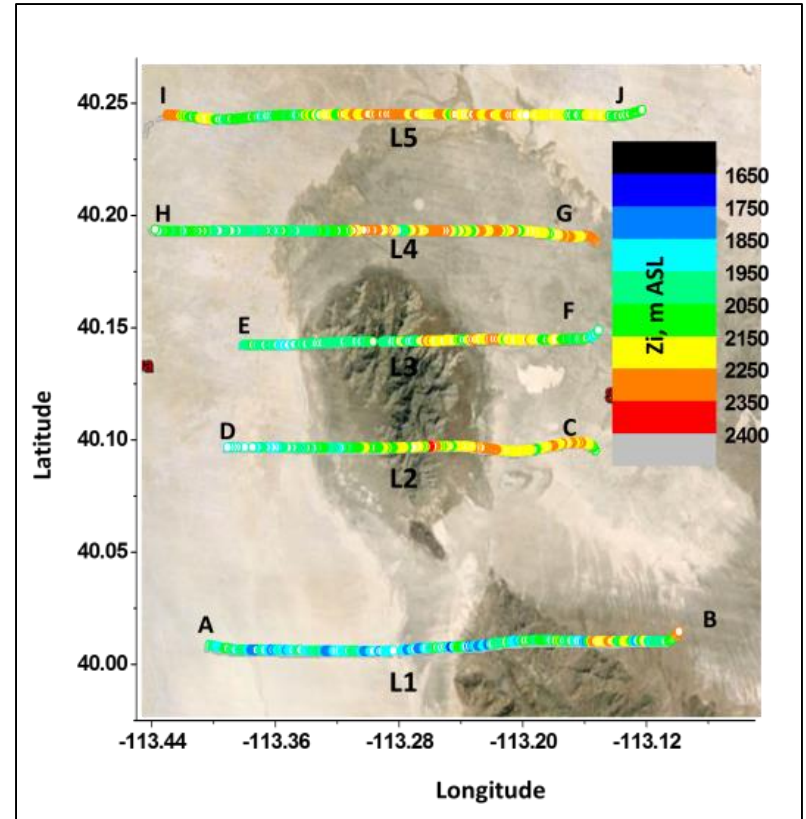 40.25
40.20
40.15
40.10
40.05
40.00
Latitude
I
J
L5
H
G
L4
E
F
L3
D
C
L2
A
B
L1
Zi, m ASL
1650
1750
1850
1950
2050
2150
2250
2350
2400
-113.44
-113.36
-113.28
-113.20
-113.12
Longitude